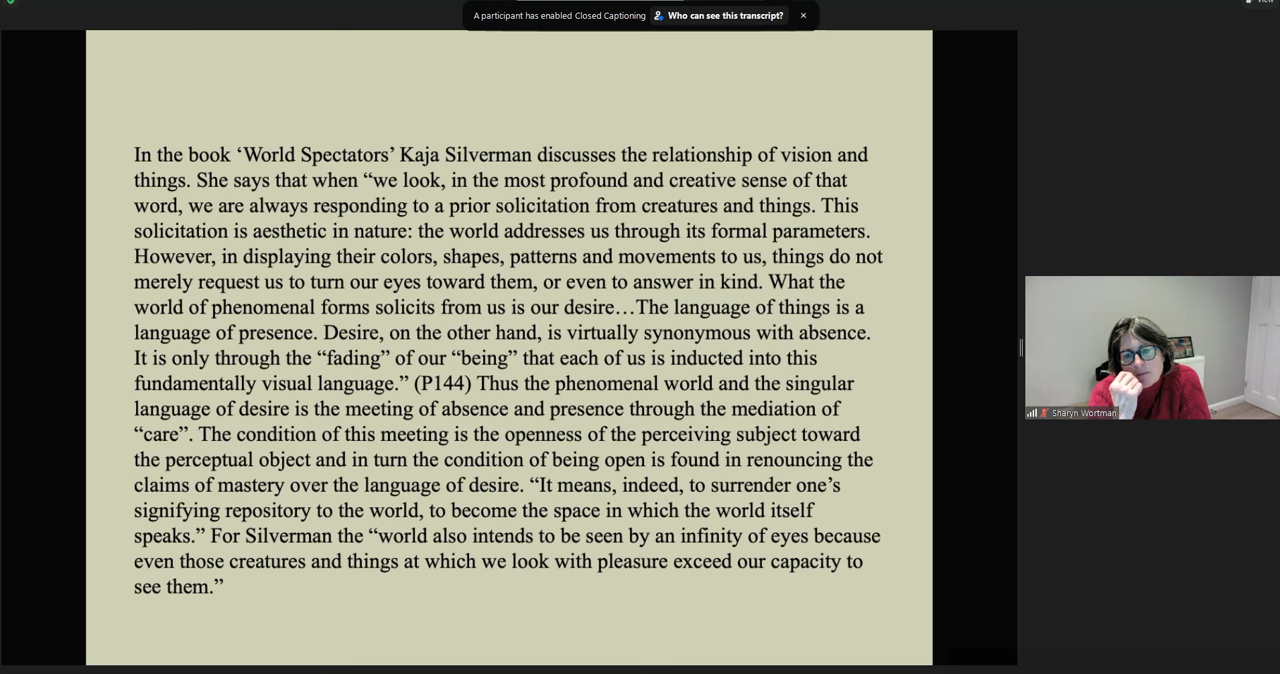 View
A participant has enabled Closed Captioning Who can see this transcript? ×
In the book ‘World Spectators’ Kaja Silverman discusses the relationship of vision and
things. She says that when “we look, in the most profound and creative sense of that
word, we are always responding to a prior solicitation from creatures and things. This
solicitation is aesthetic in nature: the world addresses us through its formal parameters.
However, in displaying their colors, shapes, patterns and movements to us, things do not
merely request us to turn our eyes toward them, or even to answer in kind. What the
world of phenomenal forms solicits from us is our desire…The language of things is a
language of presence. Desire, on the other hand, is virtually synonymous with absence.
It is only through the “fading” of our “being” that each of us is inducted into this
fundamentally visual language.” (P144) Thus the phenomenal world and the singular
language of desire is the meeting of absence and presence through the mediation of
“care”. The condition of this meeting is the openness of the perceiving subject toward
the perceptual object and in turn the condition of being open is found in renouncing the
claims of mastery over the language of desire. “It means, indeed, to surrender one’s
signifying repository to the world, to become the space in which the world itself
speaks.” For Silverman the “world also intends to be seen by an infinity of eyes because
even those creatures and things at which we look with pleasure exceed our capacity to
see them.”
Sharyn Wortman